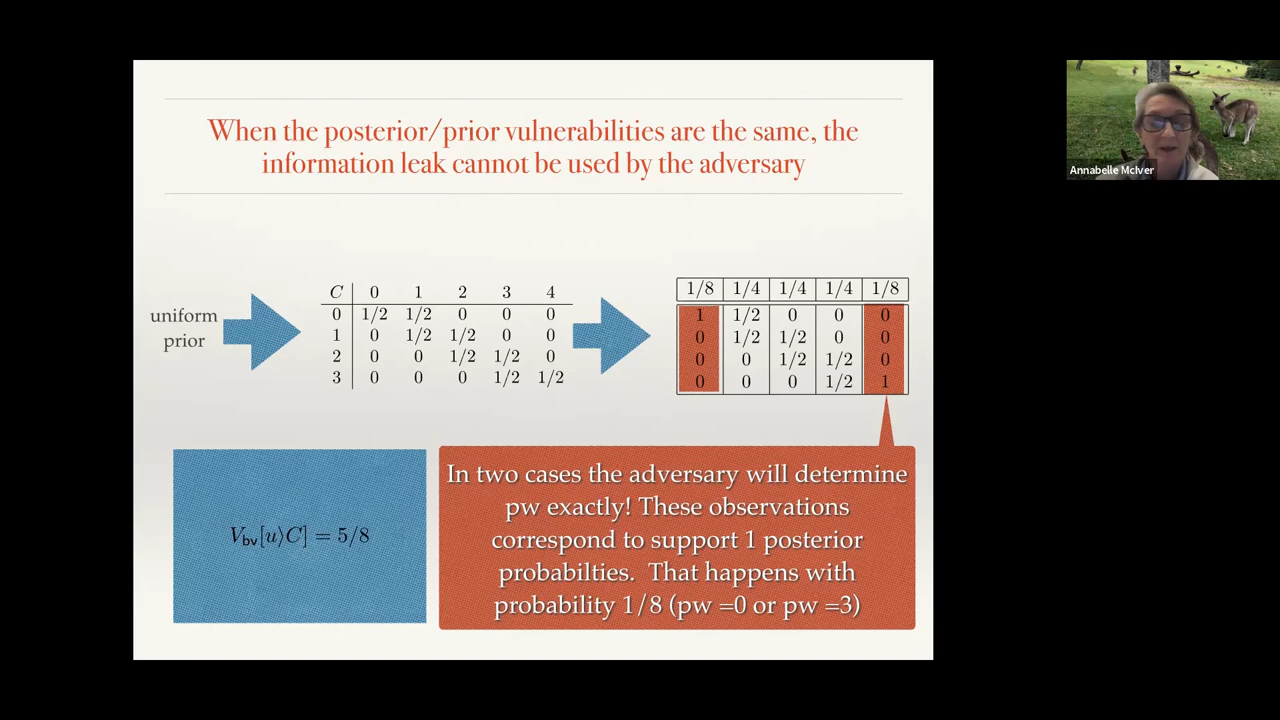 When the posterior/prior vulnerabilities are the same, the
information leak cannot be used by the adversary
Annabelle McIver
uniform
prior
C 0 1 2 3 4
0 1/2 1/2 0 0 0
1 0 1/2 1/2 0 0
2 0 0 1/2 1/2 0
3 0 0 0 1/2 1/2
1/8 1/4 1/4 1/4 1/8
1 1/2 0 0 0
0 1/2 1/2 0 0
0 0 1/2 1/2 0
0 0 0 1/2 1
V_bv[u⟩C] = 5/8
In two cases the adversary will determine
pw exactly! These observations
correspond to support 1 posterior
probabilties. That happens with
probability 1/8 (pw =0 or pw =3)